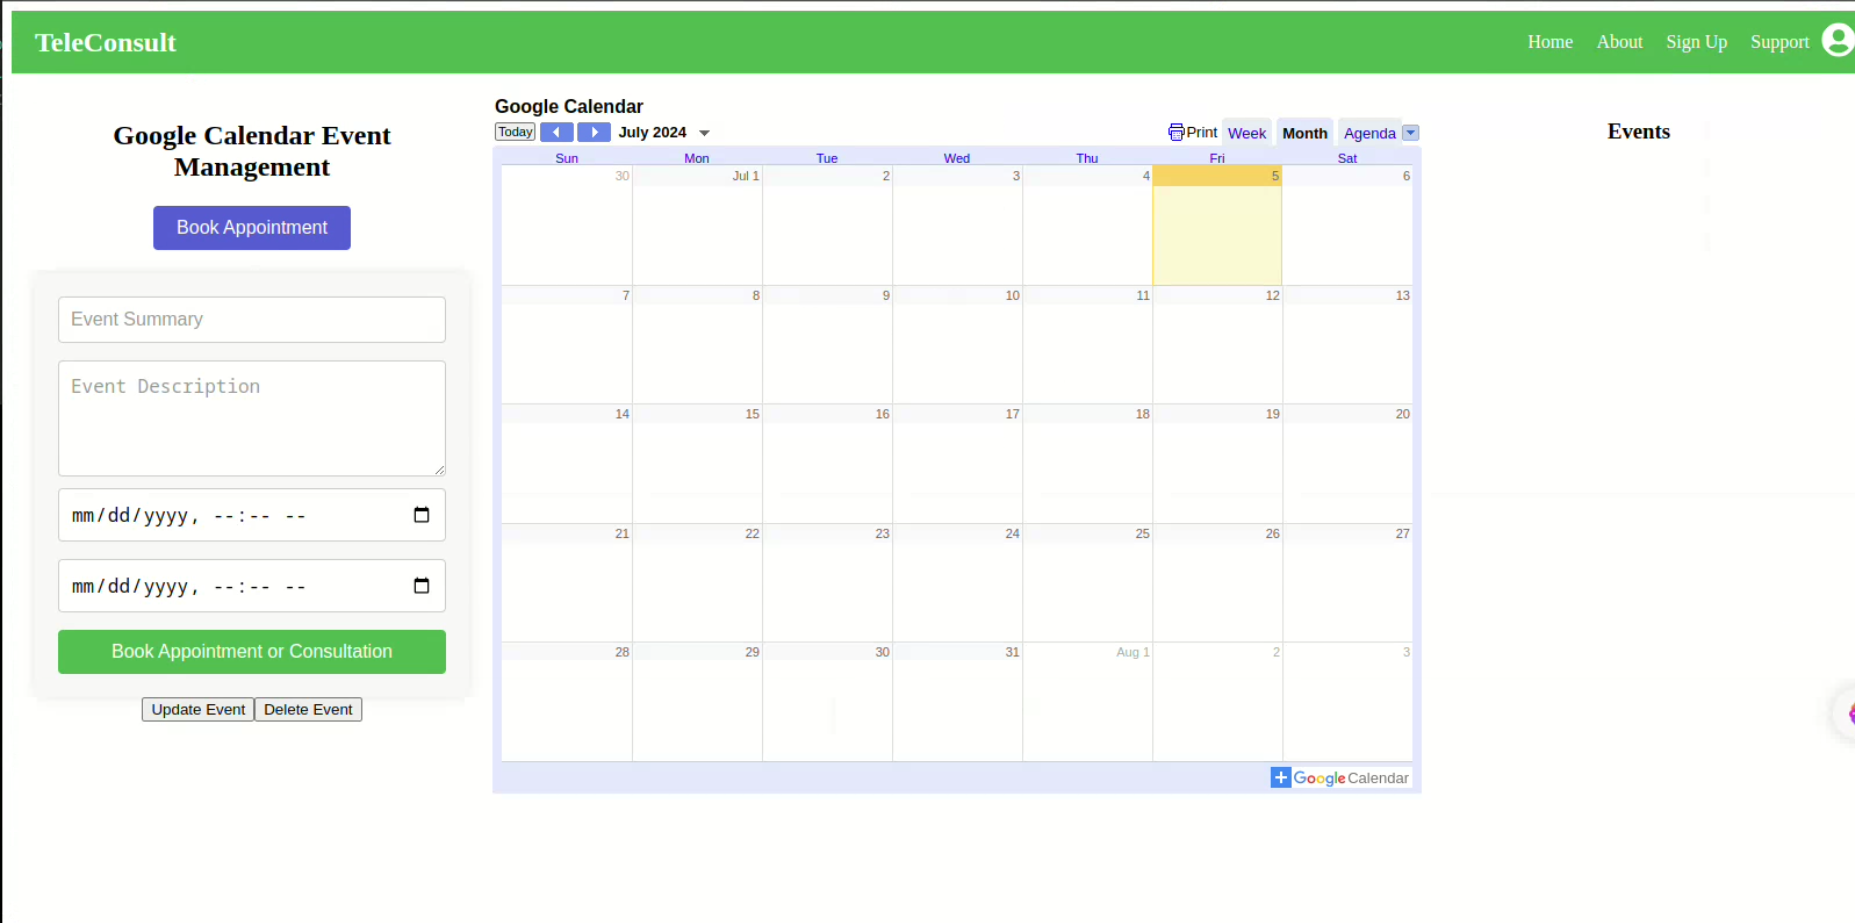 TeleConsult
Home About Sign Up Support
Google Calendar Event
Management
Book Appointment
Event Summary
Event Description
mm/dd/yyyy, --:-- --
mm/dd/yyyy, --:-- --
Book Appointment or Consultation
Update Event Delete Event
Google Calendar
Today July 2024 Print Week Month Agenda
Sun Mon Tue Wed Thu Fri Sat
30 Jul 1 2 3 4 5 6
7 8 9 10 11 12 13
14 15 16 17 18 19 20
21 22 23 24 25 26 27
28 29 30 31 Aug 1 2 3
+ Google Calendar
Events